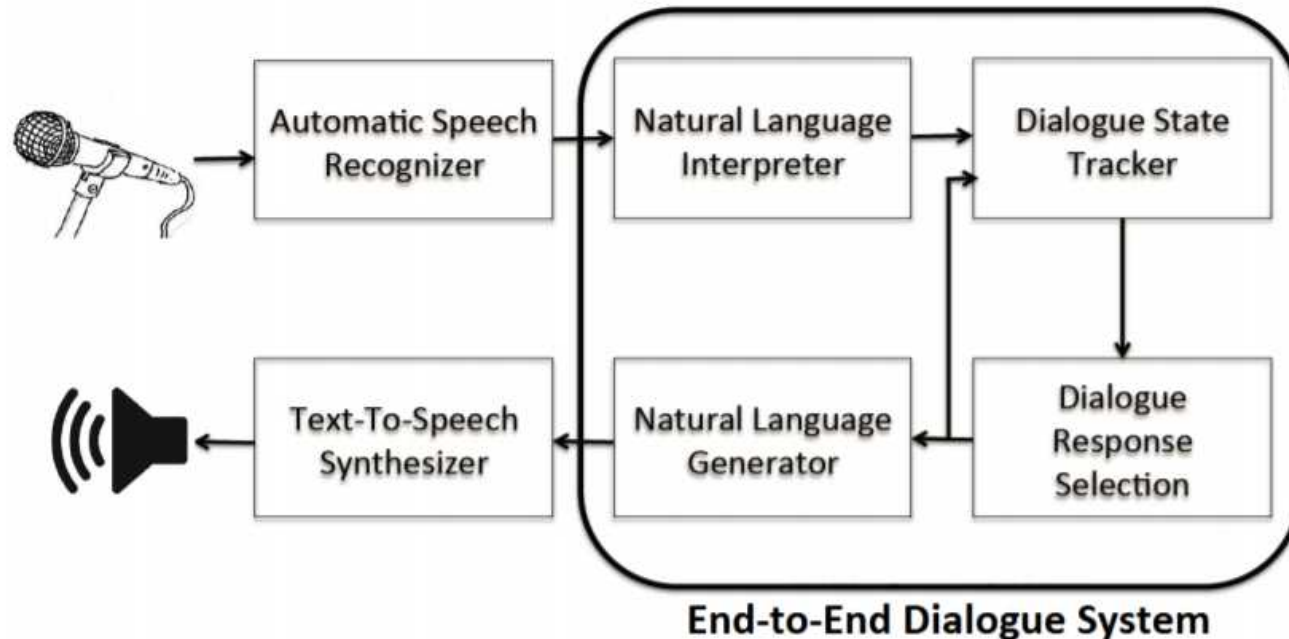 Automatic Speech
Recognizer
Natural Language
Interpreter
Dialogue State
Tracker
Text-To-Speech
Synthesizer
Natural Language
Generator
Dialogue
Response
Selection
End-to-End Dialogue System